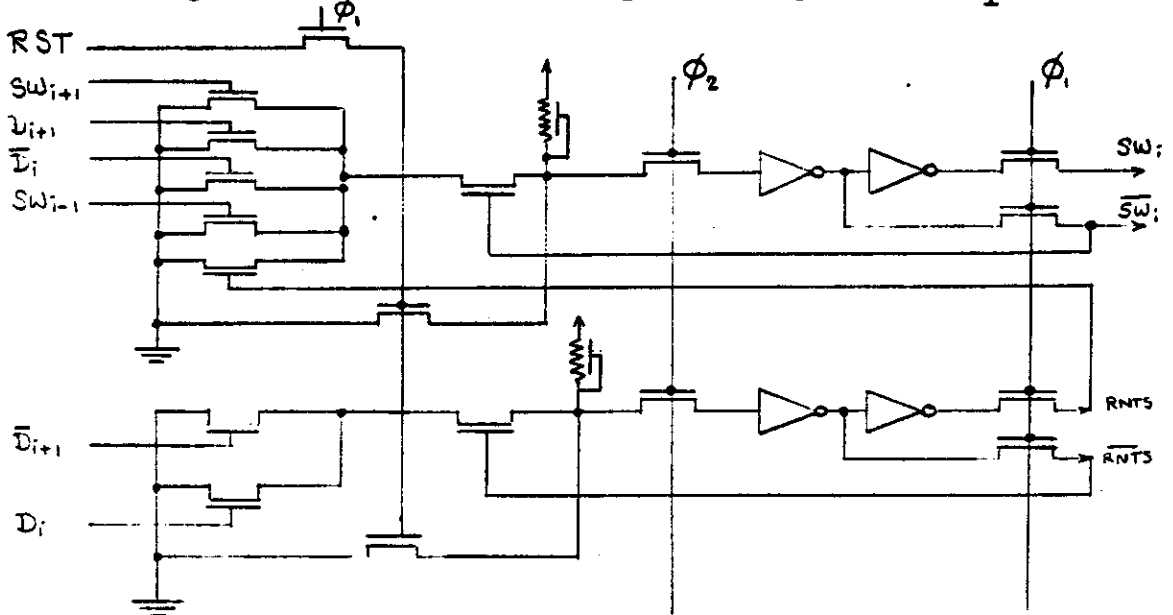 ϕ₁
RST
SWᵢ₊₁
Dᵢ₊₁
D̅ᵢ
SWᵢ₋₁
ϕ₂
ϕ₁
SWᵢ
S̅W̅ᵢ
RNTS
R̅N̅T̅S̅
D̅ᵢ₊₁
Dᵢ